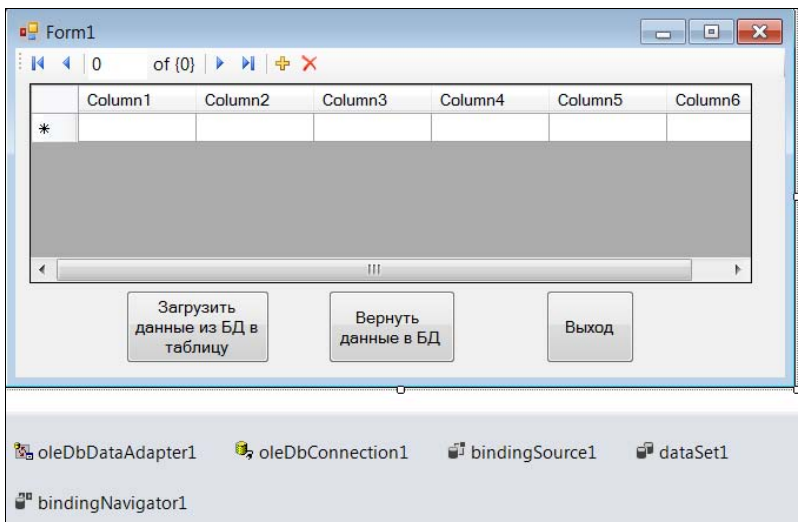 Form1
0 of {0}
Column1 Column2 Column3 Column4 Column5 Column6
*
Загрузить
данные из БД в
таблицу
Вернуть
данные в БД
Выход
oleDbDataAdapter1 oleDbConnection1 bindingSource1 dataSet1
bindingNavigator1